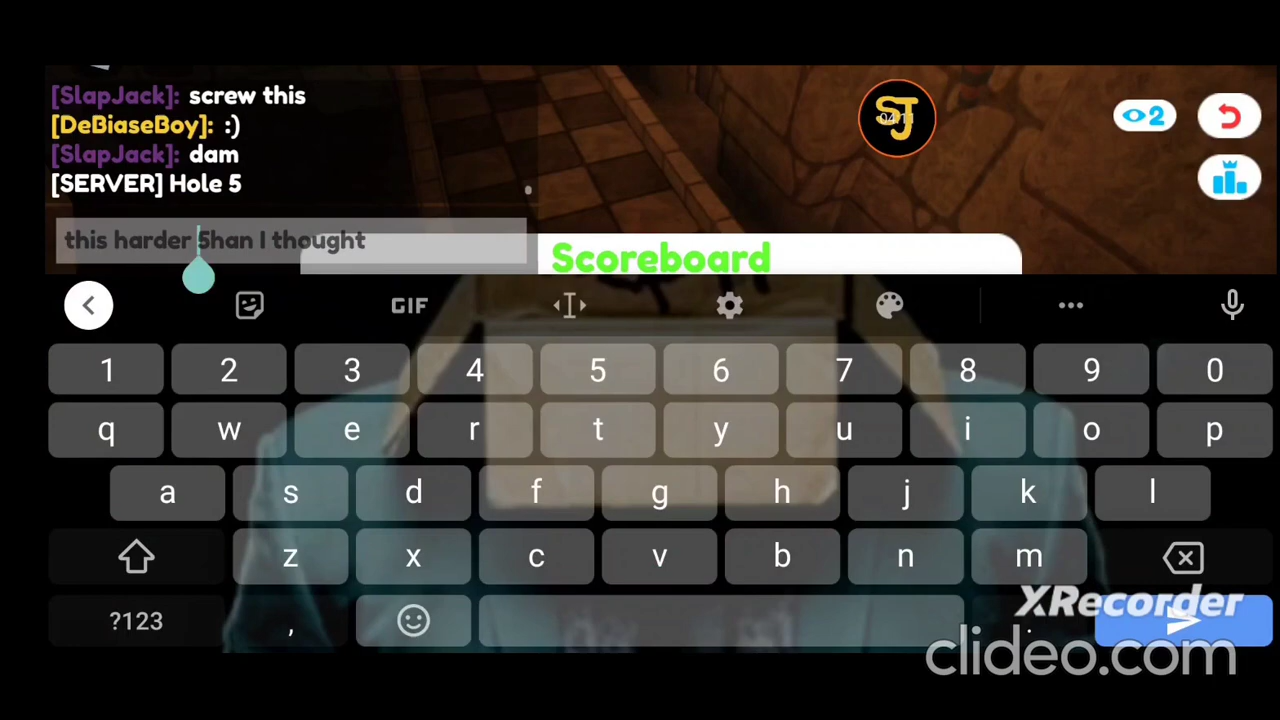 [SlapJack]: screw this
[DeBiaseBoy]: :)
[SlapJack]: dam
[SERVER] Hole 5
this harder 5han I thought
SJ
2
Scoreboard
GIF
1 2 3 4 5 6 7 8 9 0
q w e r t y u i o p
a s d f g h j k l
z x c v b n m
?123 , .
XRecorder
clideo.com